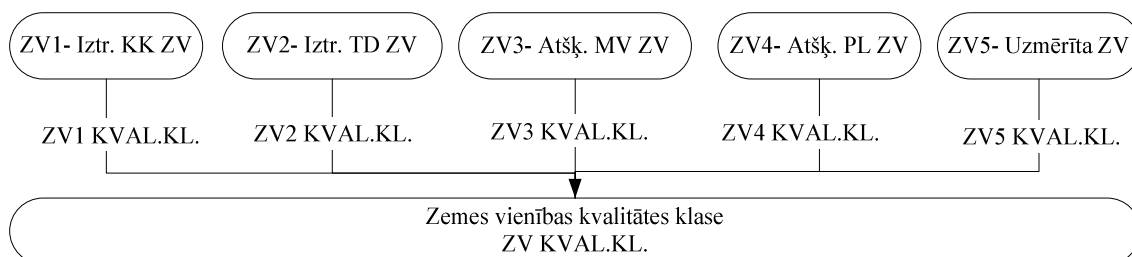 ZV1- Iztr. KK ZV
ZV2- Iztr. TD ZV
ZV3- Atšķ. MV ZV
ZV4- Atšķ. PL ZV
ZV5- Uzmērīta ZV
ZV1 KVAL.KL.
ZV2 KVAL.KL.
ZV3 KVAL.KL.
ZV4 KVAL.KL.
ZV5 KVAL.KL.
Zemes vienības kvalitātes klase
ZV KVAL.KL.